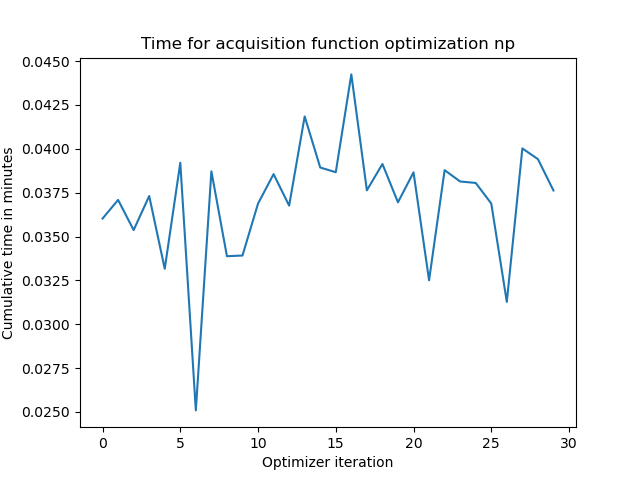 Time for acquisition function optimization np
Cumulative time in minutes
0.0450
0.0425
0.0400
0.0375
0.0350
0.0325
0.0300
0.0275
0.0250
0 5 10 15 20 25 30
Optimizer iteration